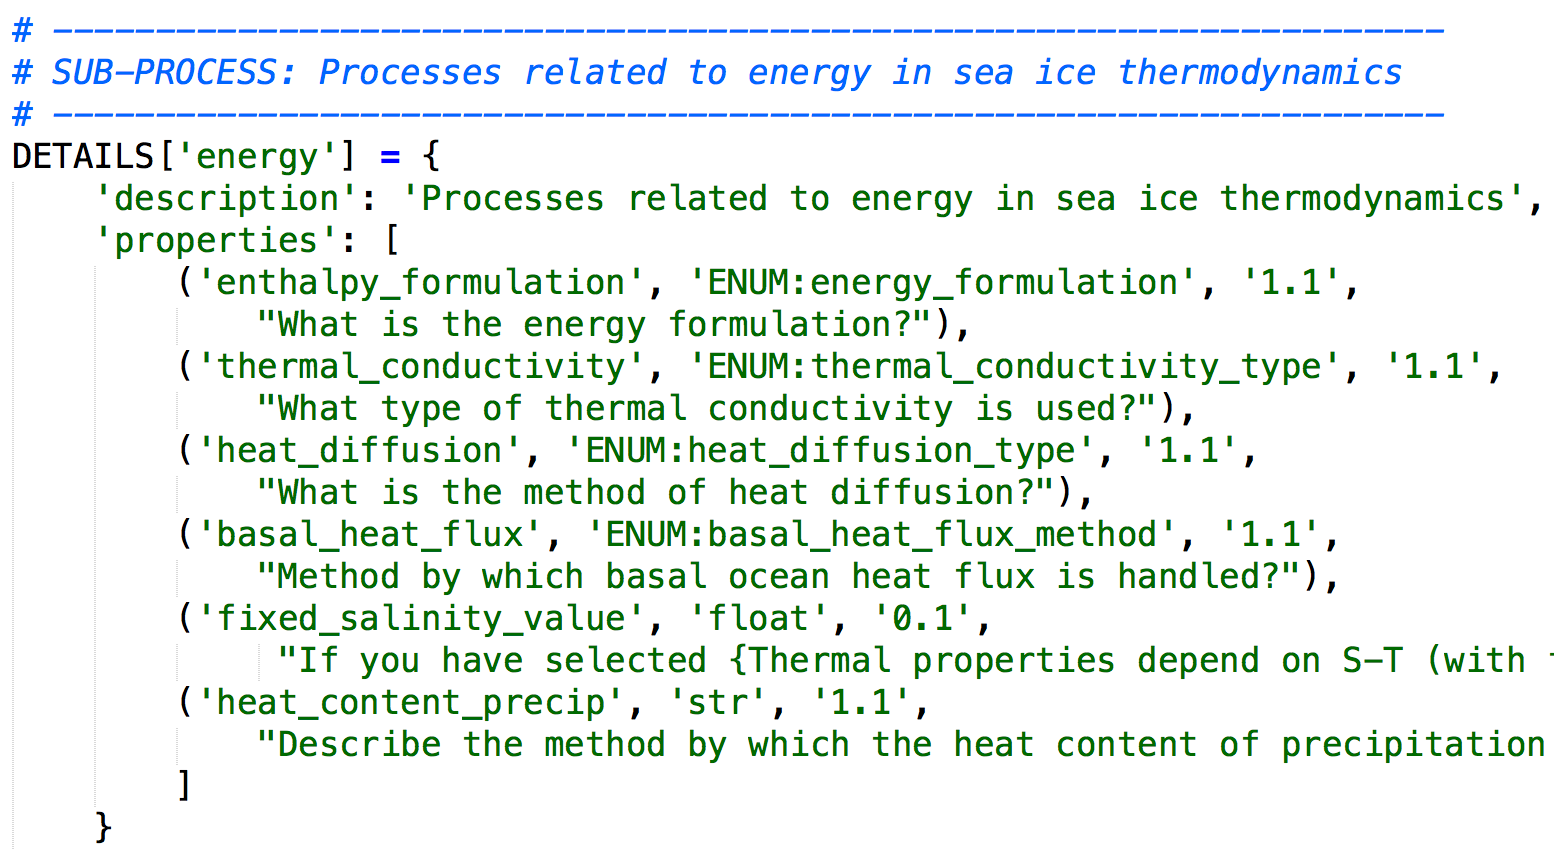 # --------------------------------------------------------------------
# SUB-PROCESS: Processes related to energy in sea ice thermodynamics
# --------------------------------------------------------------------
DETAILS['energy'] = {
    'description': 'Processes related to energy in sea ice thermodynamics',
    'properties': [
        ('enthalpy_formulation', 'ENUM:energy_formulation', '1.1',
            "What is the energy formulation?"),
        ('thermal_conductivity', 'ENUM:thermal_conductivity_type', '1.1',
            "What type of thermal conductivity is used?"),
        ('heat_diffusion', 'ENUM:heat_diffusion_type', '1.1',
            "What is the method of heat diffusion?"),
        ('basal_heat_flux', 'ENUM:basal_heat_flux_method', '1.1',
            "Method by which basal ocean heat flux is handled?"),
        ('fixed_salinity_value', 'float', '0.1',
             "If you have selected {Thermal properties depend on S-T (with
        ('heat_content_precip', 'str', '1.1',
            "Describe the method by which the heat content of precipitation
        ]
    }